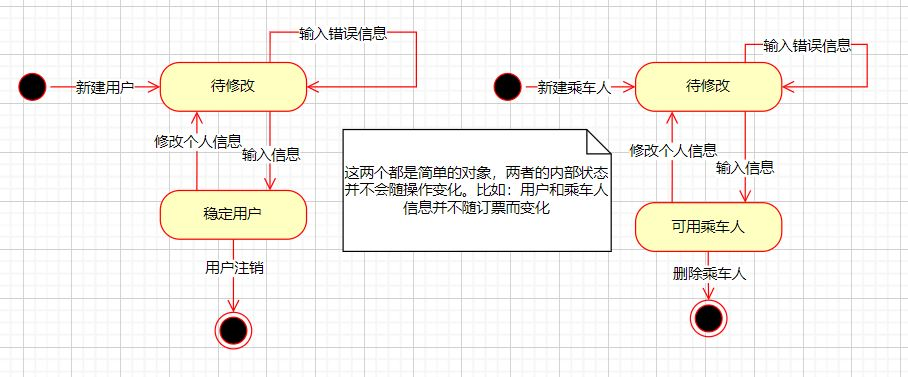 输入错误信息
新建用户
待修改
修改个人信息
输入信息
稳定用户
用户注销
这两个都是简单的对象，两者的内部状态
并不会随操作变化。比如：用户和乘车人
信息并不随订票而变化
输入错误信息
新建乘车人
待修改
修改个人信息
输入信息
可用乘车人
删除乘车人